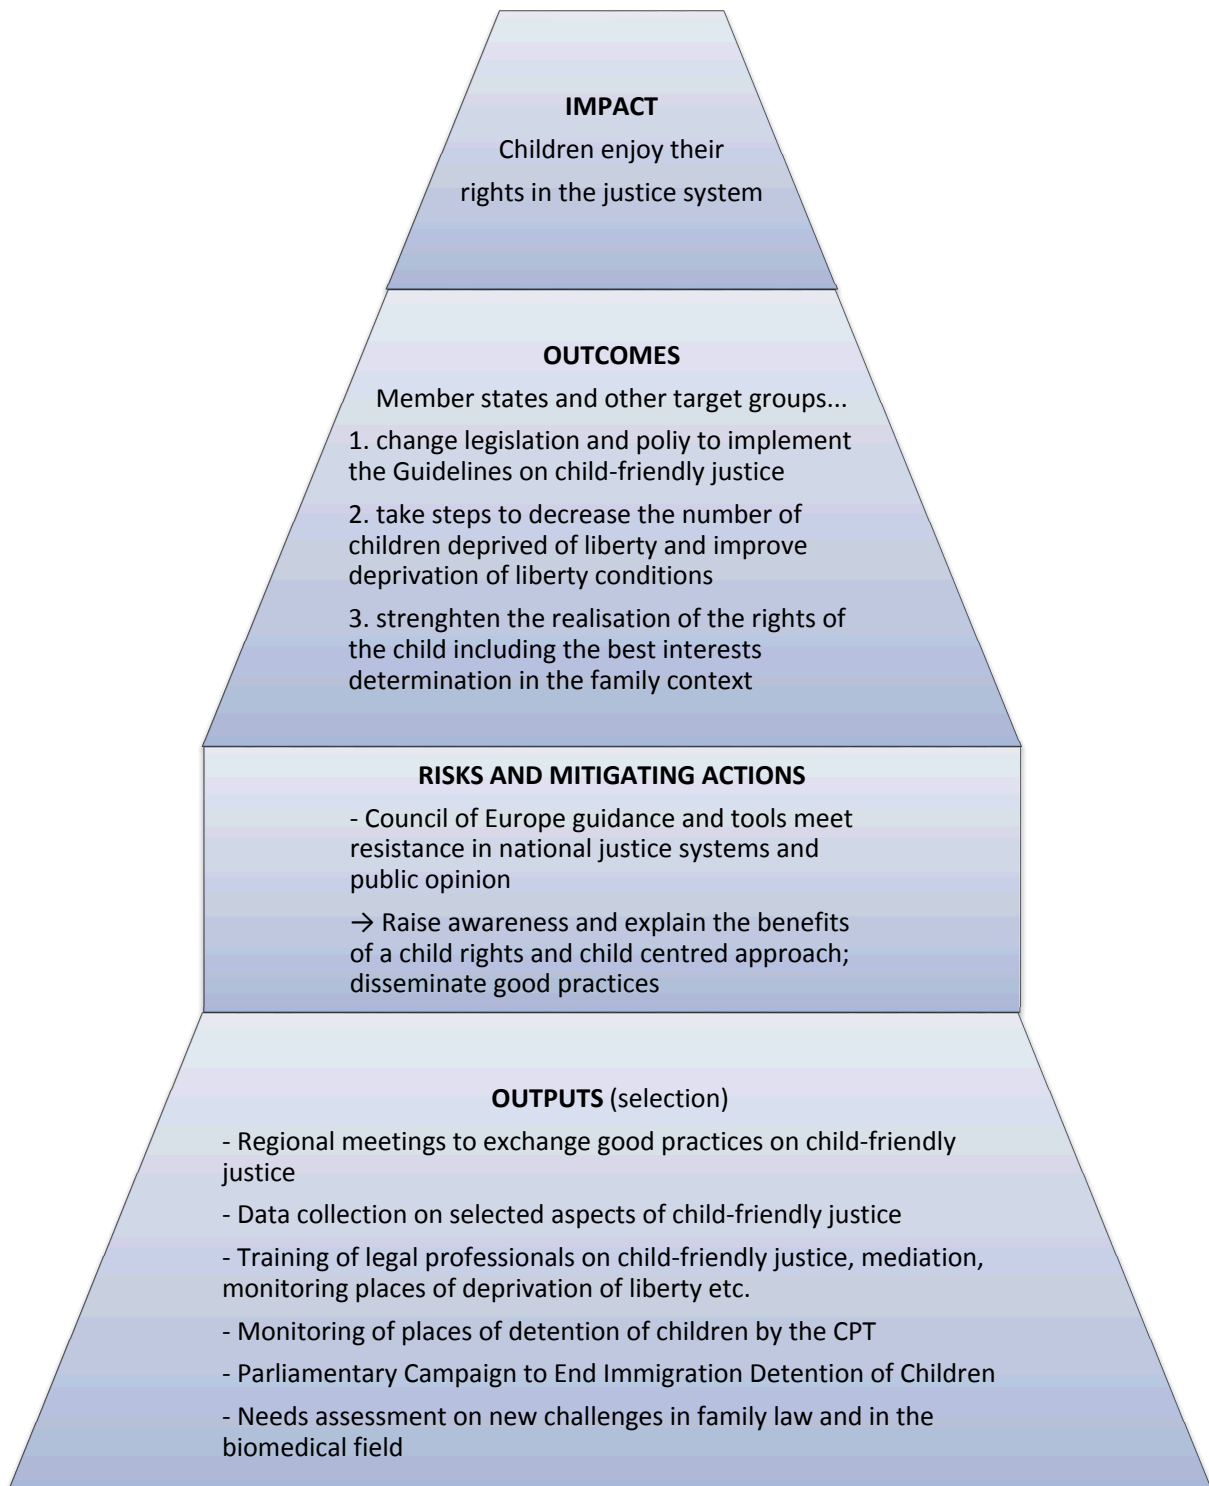 IMPACT
Children enjoy their
rights in the justice system
OUTCOMES
Member states and other target groups...
1. change legislation and poliy to implement
the Guidelines on child-friendly justice
2. take steps to decrease the number of
children deprived of liberty and improve
deprivation of liberty conditions
3. strenghten the realisation of the rights of
the child including the best interests
determination in the family context
RISKS AND MITIGATING ACTIONS
- Council of Europe guidance and tools meet
resistance in national justice systems and
public opinion
→ Raise awareness and explain the benefits
of a child rights and child centred approach;
disseminate good practices
OUTPUTS (selection)
- Regional meetings to exchange good practices on child-friendly
justice
- Data collection on selected aspects of child-friendly justice
- Training of legal professionals on child-friendly justice, mediation,
monitoring places of deprivation of liberty etc.
- Monitoring of places of detention of children by the CPT
- Parliamentary Campaign to End Immigration Detention of Children
- Needs assessment on new challenges in family law and in the
biomedical field